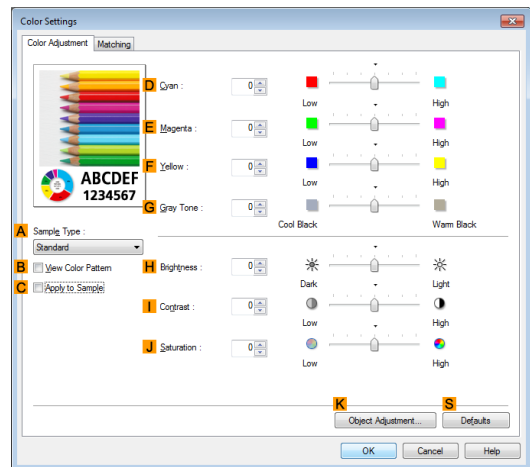 Color Settings
Color Adjustment Matching
D Cyan : 0
Low High
E Magenta : 0
Low High
F Yellow : 0
Low High
ABCDEF
1234567
G Gray Tone : 0
Cool Black Warm Black
A Sample Type :
Standard
B View Color Pattern
H Brightness : 0
Dark Light
C Apply to Sample
I Contrast : 0
Low High
J Saturation : 0
Low High
K S
Object Adjustment... Defaults
OK Cancel Help